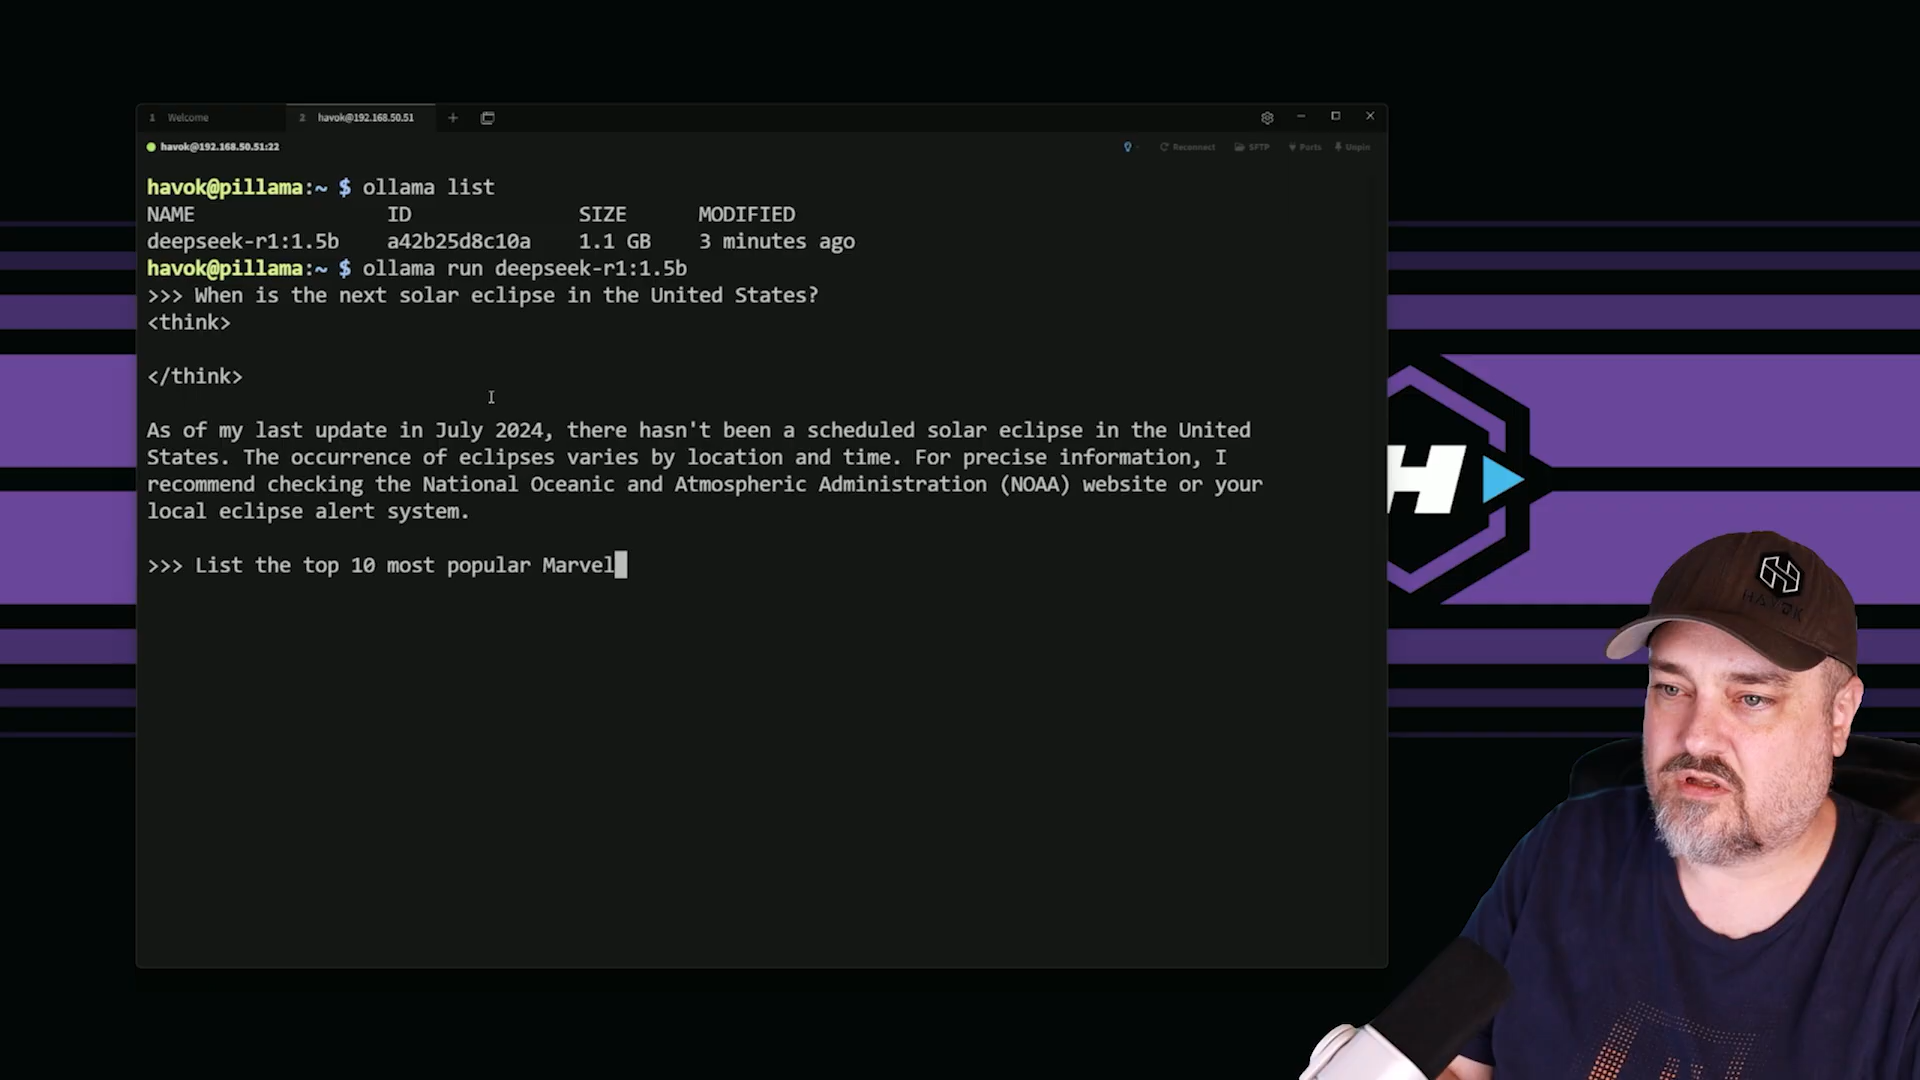 1 Welcome 2 havok@192.168.50.51 +
havok@192.168.50.51:22 Reconnect SFTP Ports Unpin
havok@pillama:~ $ ollama list
NAME ID SIZE MODIFIED
deepseek-r1:1.5b a42b25d8c10a 1.1 GB 3 minutes ago
havok@pillama:~ $ ollama run deepseek-r1:1.5b
>>> When is the next solar eclipse in the United States?
<think>
</think>
As of my last update in July 2024, there hasn't been a scheduled solar eclipse in the United
States. The occurrence of eclipses varies by location and time. For precise information, I
recommend checking the National Oceanic and Atmospheric Administration (NOAA) website or your
local eclipse alert system.
>>> List the top 10 most popular Marvel
H
HAVOK